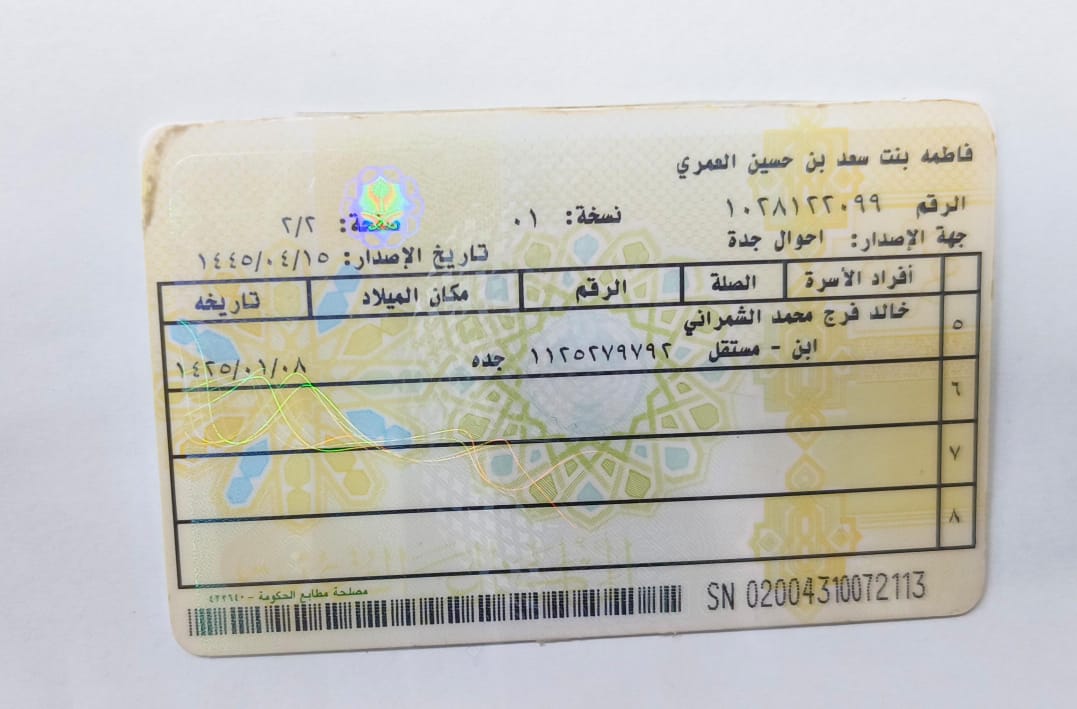 فاطمه بنت سعد بن حسين العمري
الرقم ١٠٢٨١٢٢٠٩٩ نسخة: ٠١ صفحة: ٢/٢
جهة الإصدار: احوال جدة تاريخ الإصدار: ١٤٤٥/٠٤/١٥
أفراد الأسرة الصلة الرقم مكان الميلاد تاريخه
٥ خالد فرج محمد الشمراني
ابن - مستقل ١١٢٥٢٧٩٧٩٢ جده ١٤٢٥/٠١/٠٨
٦
٧
٨
مصلحة مطابع الحكومة - ٤٢٢٦٤٠
SN 02004310072113